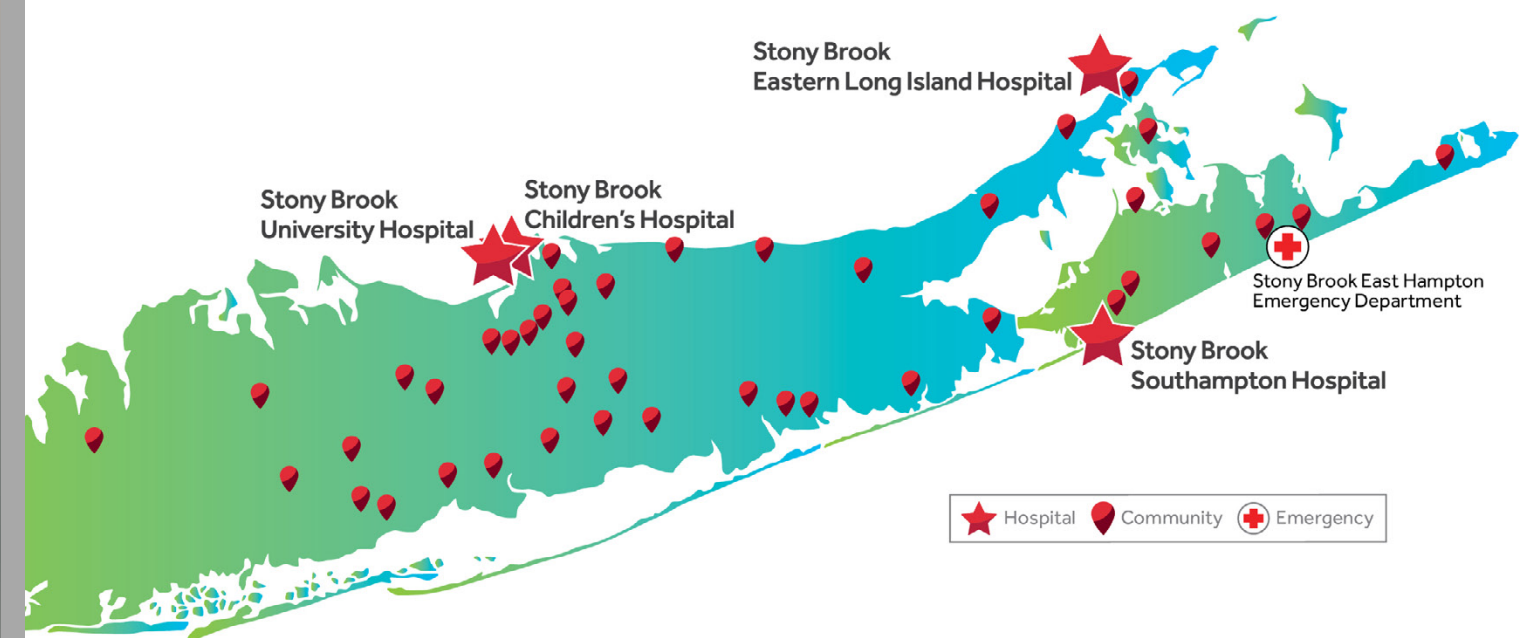 Stony Brook
Eastern Long Island Hospital
Stony Brook
University Hospital
Stony Brook
Children's Hospital
Stony Brook East Hampton
Emergency Department
Stony Brook
Southampton Hospital
Hospital
Community
Emergency